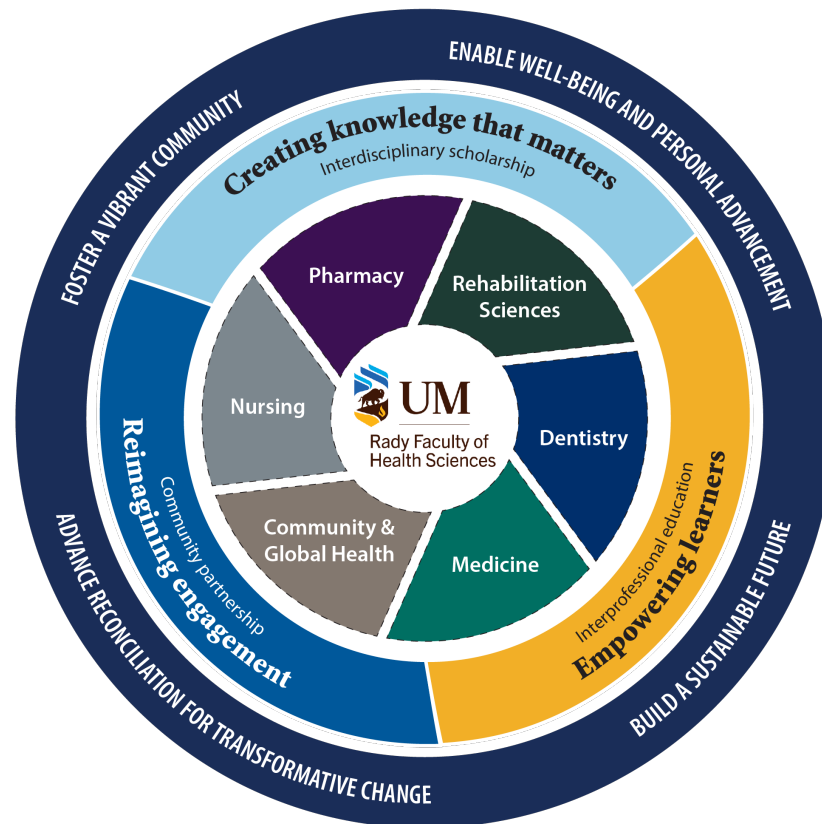 FOSTER A VIBRANT COMMUNITY
ENABLE WELL-BEING AND PERSONAL ADVANCEMENT
BUILD A SUSTAINABLE FUTURE
ADVANCE RECONCILIATION FOR TRANSFORMATIVE CHANGE
Creating knowledge that matters
Interdisciplinary scholarship
Empowering learners
Interprofessional education
Reimagining engagement
Community partnership
Pharmacy
Rehabilitation
Sciences
Dentistry
Medicine
Community &
Global Health
Nursing
UM
Rady Faculty of
Health Sciences